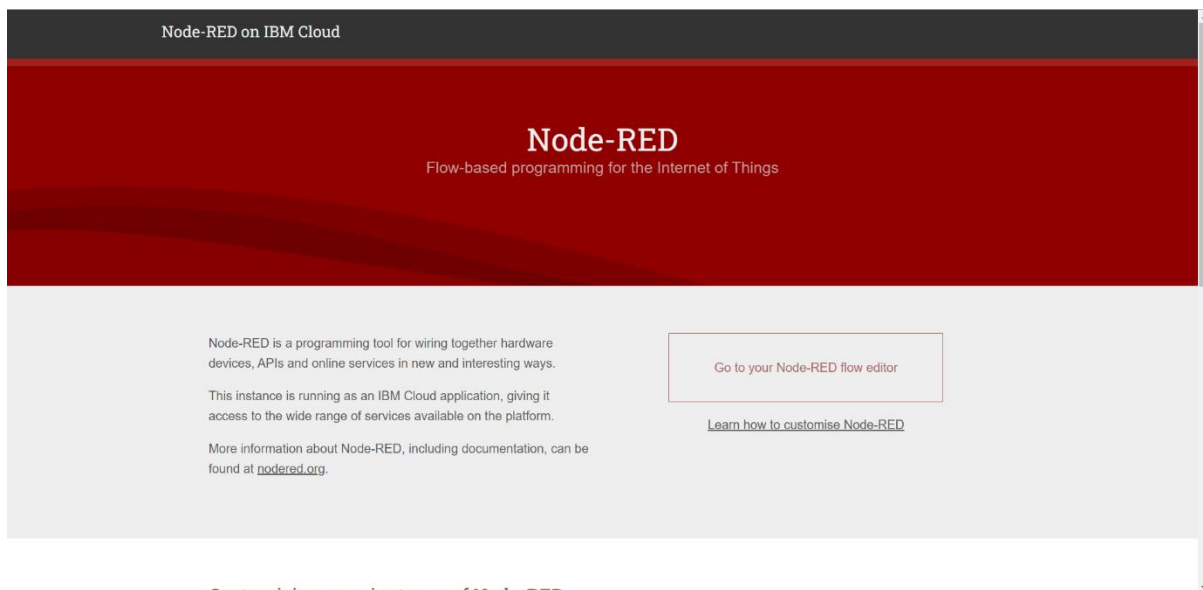 Node-RED on IBM Cloud
Node-RED
Flow-based programming for the Internet of Things
Node-RED is a programming tool for wiring together hardware
devices, APIs and online services in new and interesting ways.
This instance is running as an IBM Cloud application, giving it
access to the wide range of services available on the platform.
More information about Node-RED, including documentation, can be
found at nodered.org.
Go to your Node-RED flow editor
Learn how to customise Node-RED